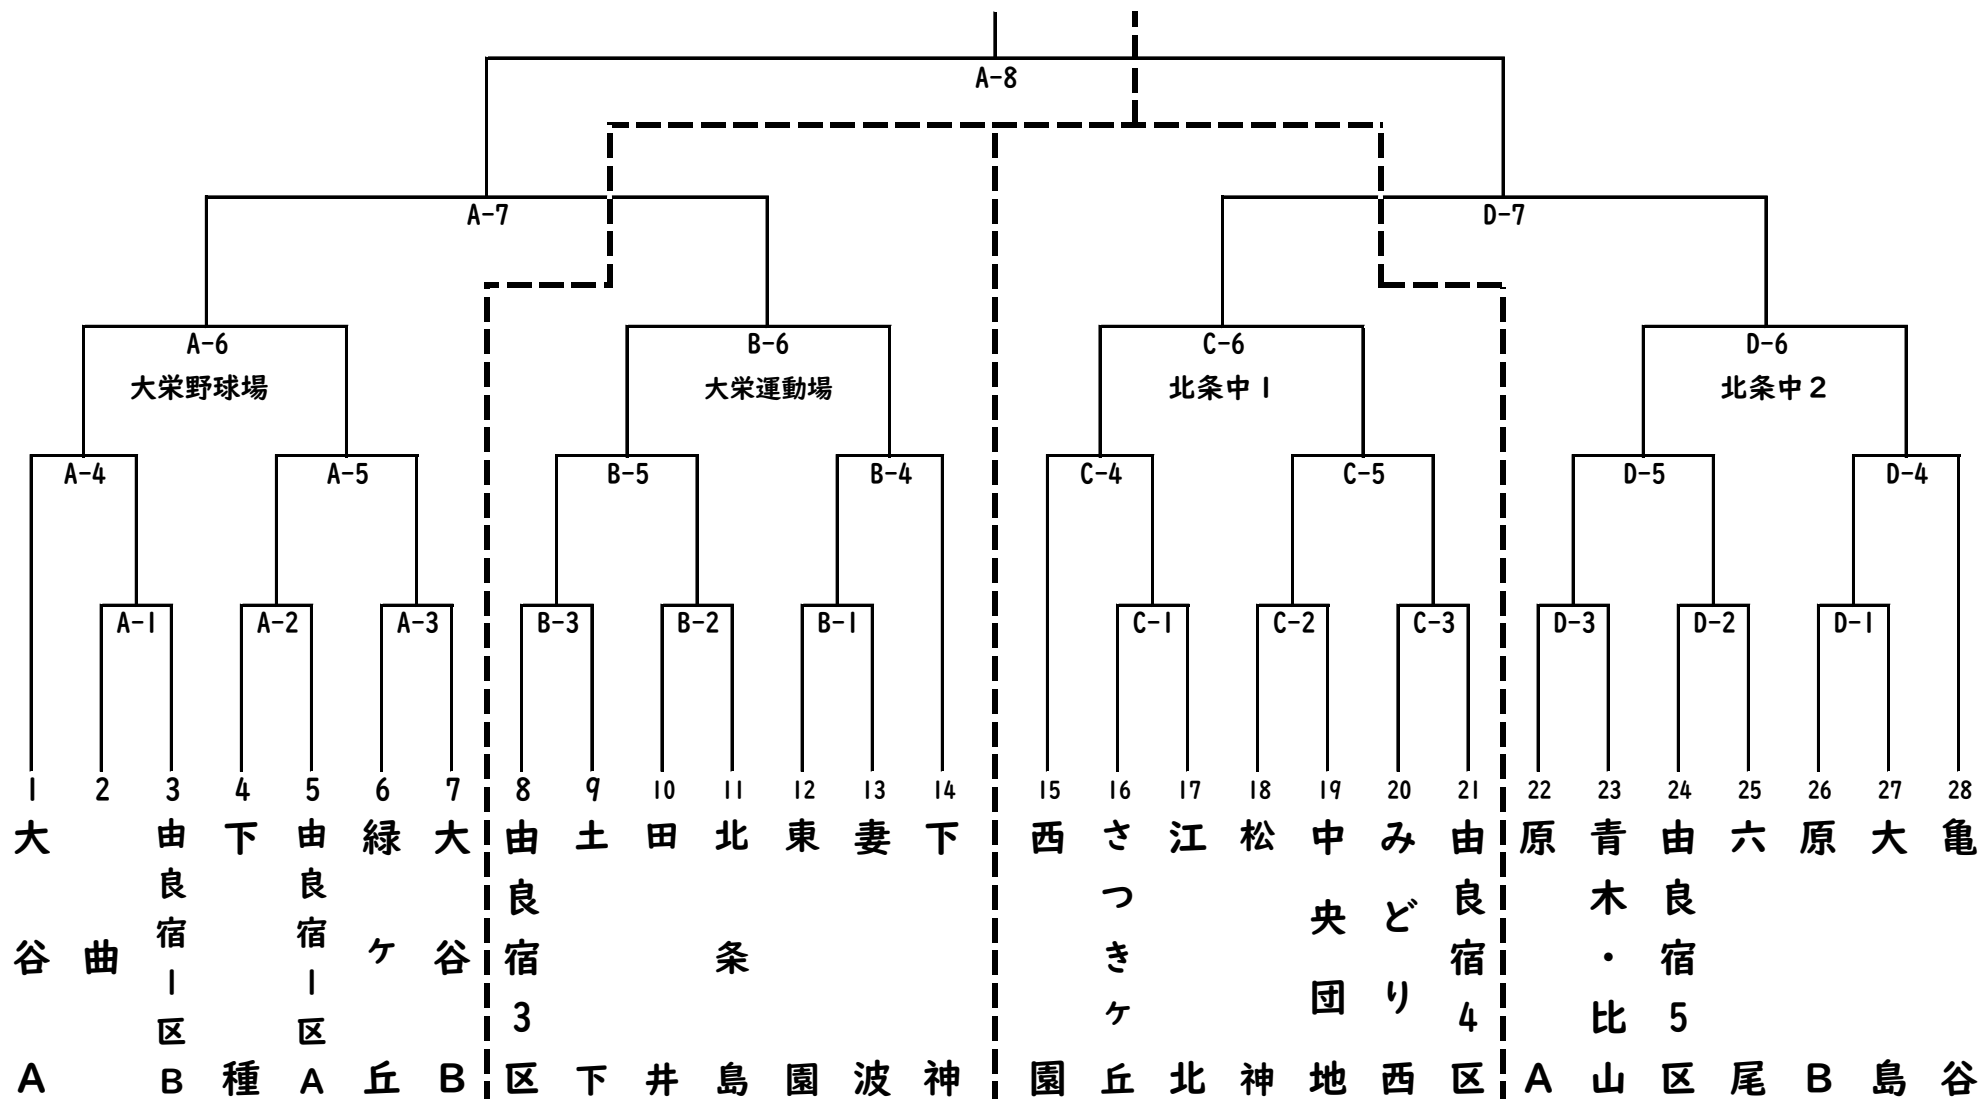 A-8
A-7
D-7
A-6
B-6
C-6
D-6
大栄野球場
大栄運動場
北条中1
北条中2
A-4
A-5
B-5
B-4
C-4
C-5
D-5
D-4
A-1
A-2
A-3
B-3
B-2
B-1
C-1
C-2
C-3
D-3
D-2
D-1
1
2
3
4
5
6
7
8
9
10
11
12
13
14
15
16
17
18
19
20
21
22
23
24
25
26
27
28
大谷A
曲
由良宿1区B
下種
由良宿1区A
緑ケ丘
大谷B
由良宿3区
土下
田井
北条島
東園
妻波
下神
西園
さつきケ丘
江北
松神
中央団地
みどり西
由良宿4区
原A
青木・比山
由良宿5区
六尾
原B
大島
亀谷